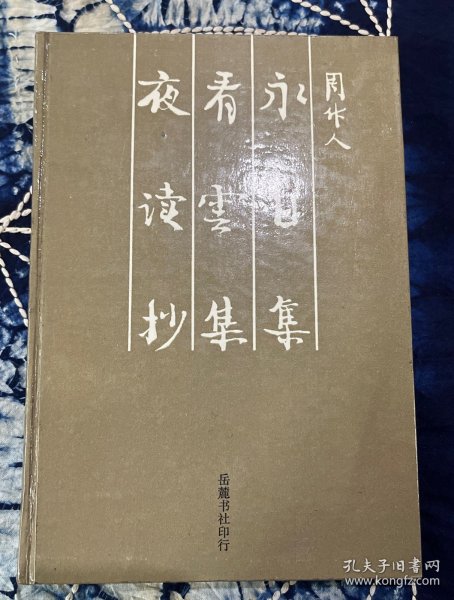 周作人
永日集
看云集
夜读抄
岳麓书社印行
孔夫子旧书网
www.kongfz.com